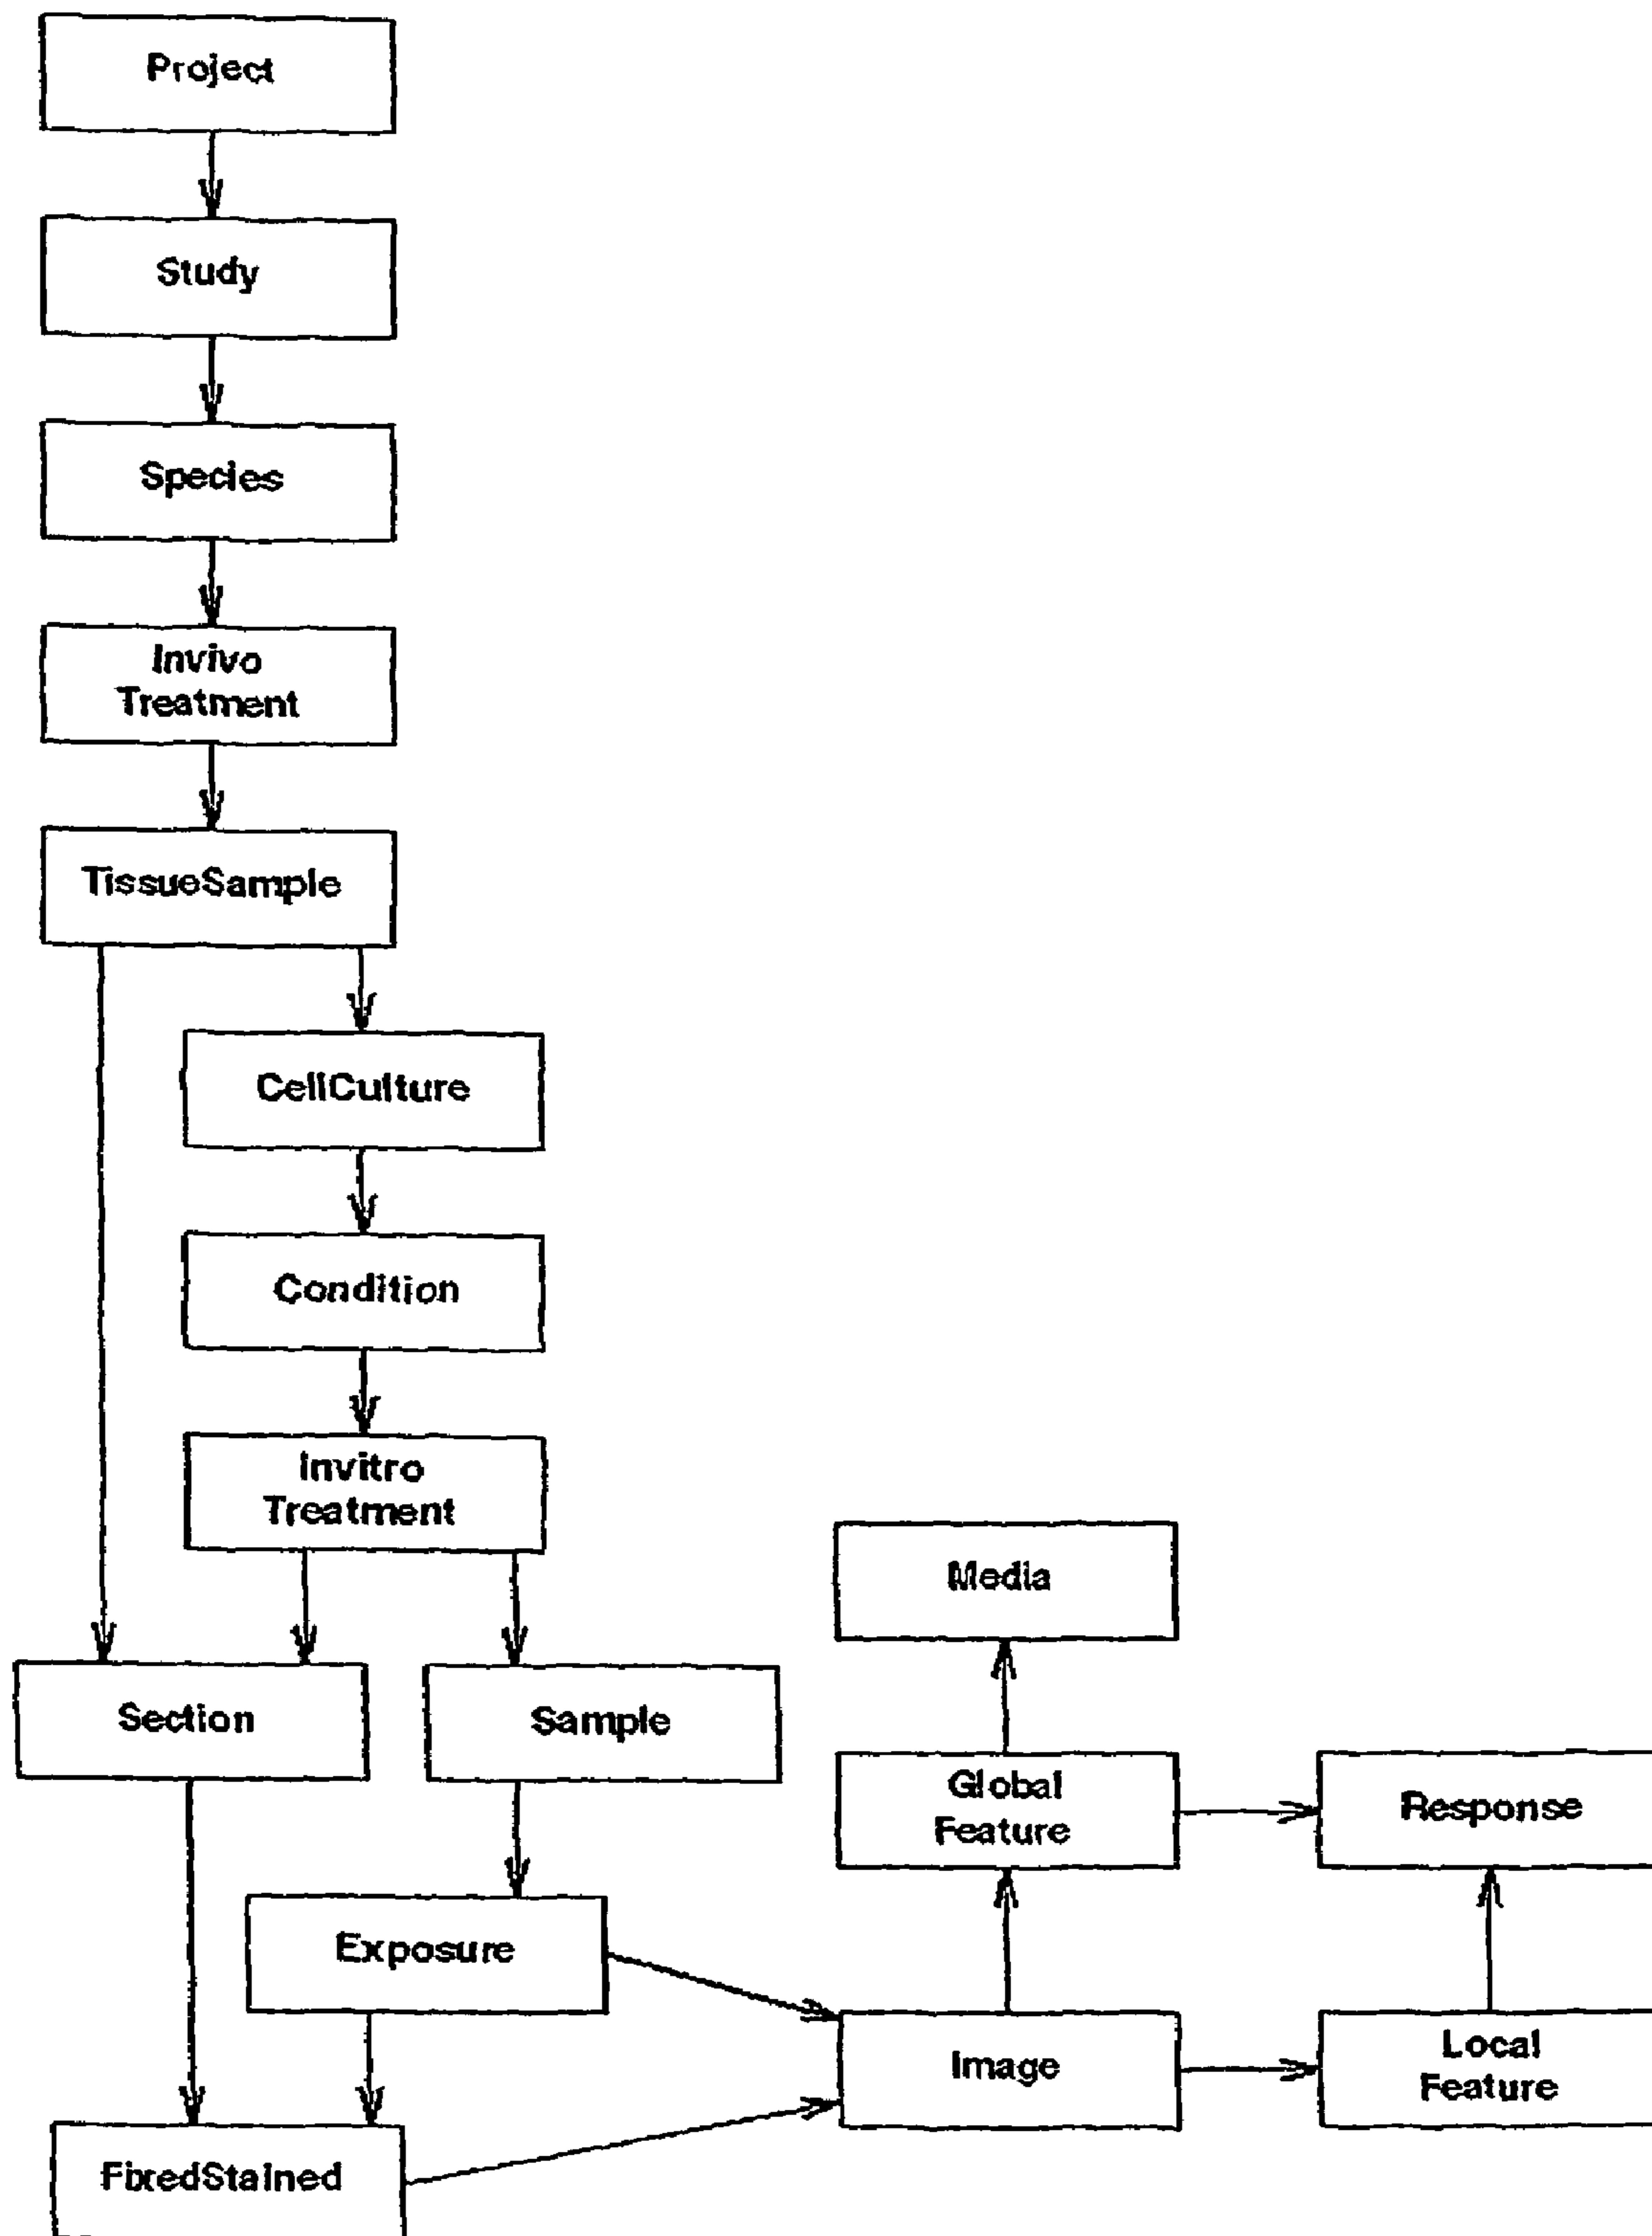 Project
Study
Species
Invivo
Treatment
TissueSample
CellCulture
Condition
Invitro
Treatment
Media
Section
Sample
Global
Feature
Response
Exposure
Image
Local
Feature
FixedStained